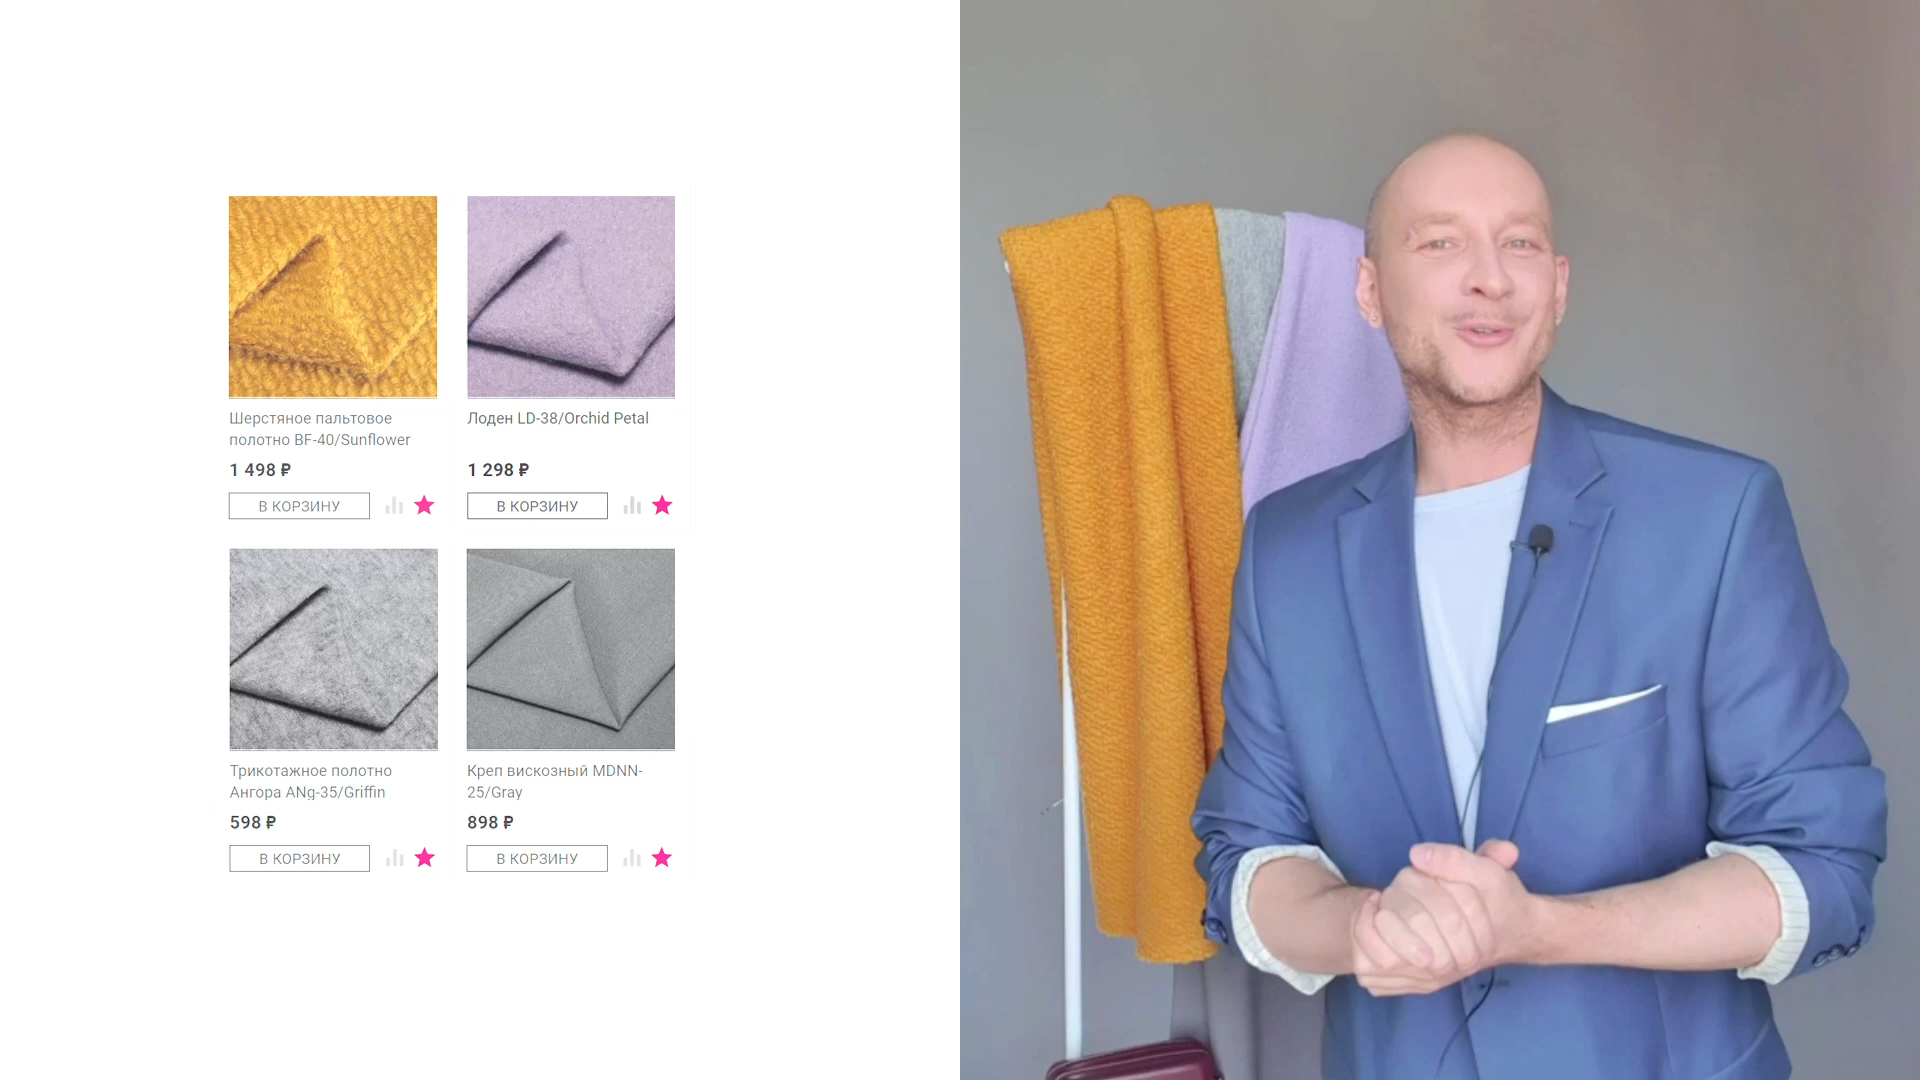 Шерстяное пальтовое
полотно BF-40/Sunflower
1 498 ₽
В КОРЗИНУ
Лоден LD-38/Orchid Petal
1 298 ₽
В КОРЗИНУ
Трикотажное полотно
Ангора ANg-35/Griffin
598 ₽
В КОРЗИНУ
Креп вискозный MDNN-
25/Gray
898 ₽
В КОРЗИНУ